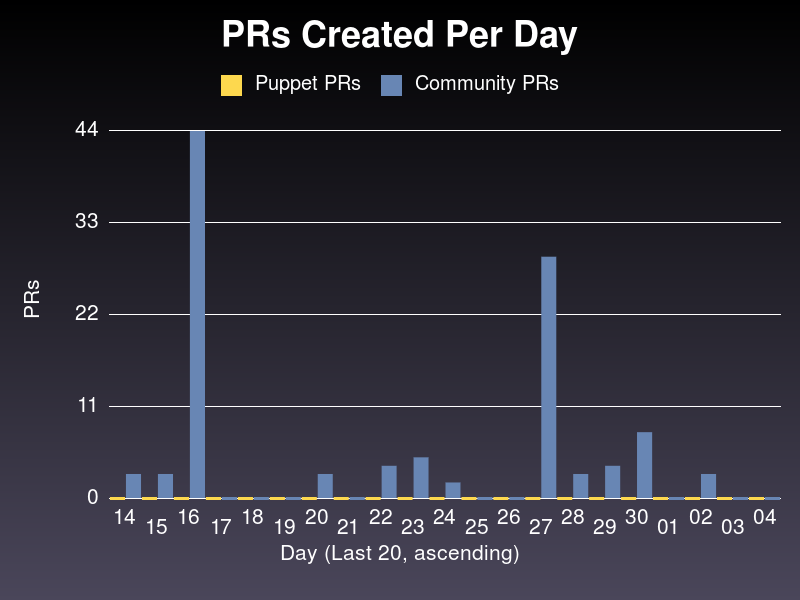 PRs Created Per Day
Puppet PRs Community PRs
44
33
PRs
22
11
0
14 15 16 17 18 19 20 21 22 23 24 25 26 27 28 29 30 01 02 03 04
Day (Last 20, ascending)